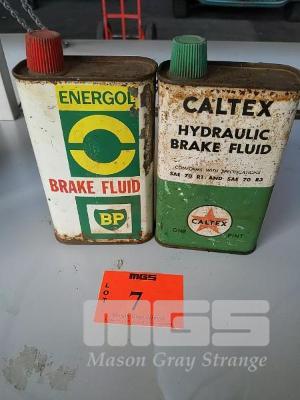 ENERGOL
BRAKE FLUID
BP
CALTEX
HYDRAULIC
BRAKE FLUID
SAE 70 R1 AND SAE 70 R3
CALTEX
ONE PINT
MGS
LOT
7
MGS
Mason Gray Strange